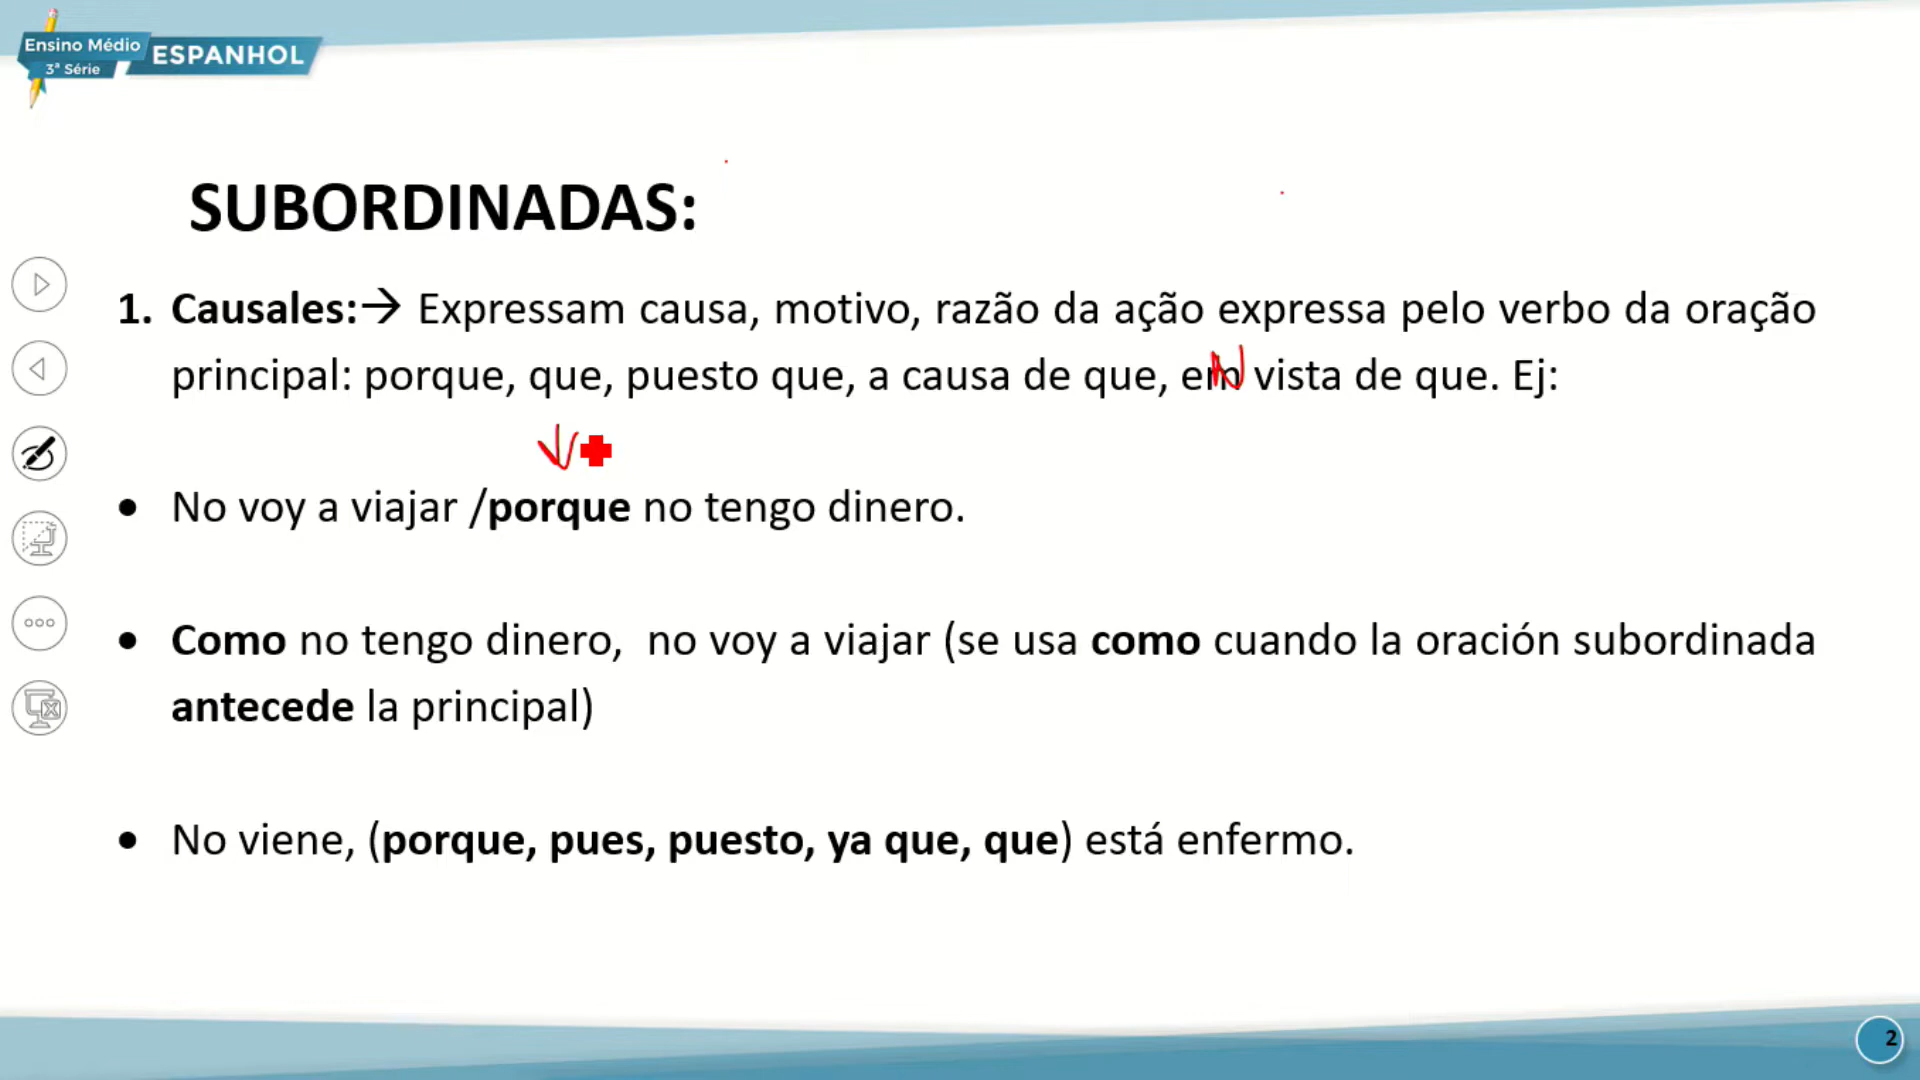 Ensino Médio
3ª Série
ESPANHOL
SUBORDINADAS:
1. Causales:→ Expressam causa, motivo, razão da ação expressa pelo verbo da oração
principal: porque, que, puesto que, a causa de que, em vista de que. Ej:
N
• No voy a viajar /porque no tengo dinero.
• Como no tengo dinero, no voy a viajar (se usa como cuando la oración subordinada
antecede la principal)
• No viene, (porque, pues, puesto, ya que, que) está enfermo.
2